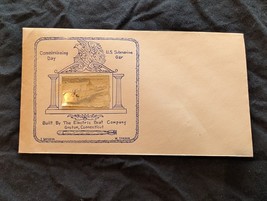 Commissioning U.S. Submarine
Day Gar
Built By The Electric Boat Company
Groton, Connecticut